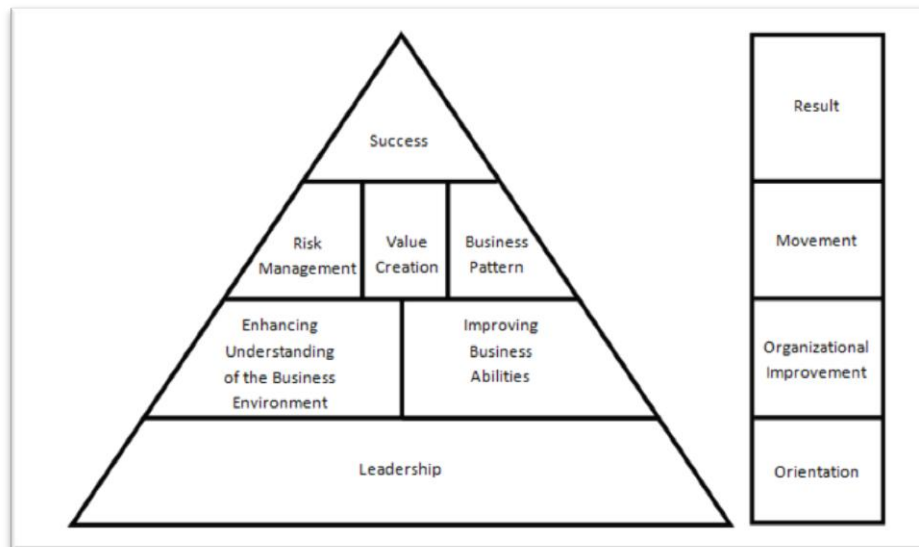 Success
Result
Risk
Management
Value
Creation
Business
Pattern
Movement
Enhancing
Understanding
of the Business
Environment
Improving
Business
Abilities
Organizational
Improvement
Leadership
Orientation